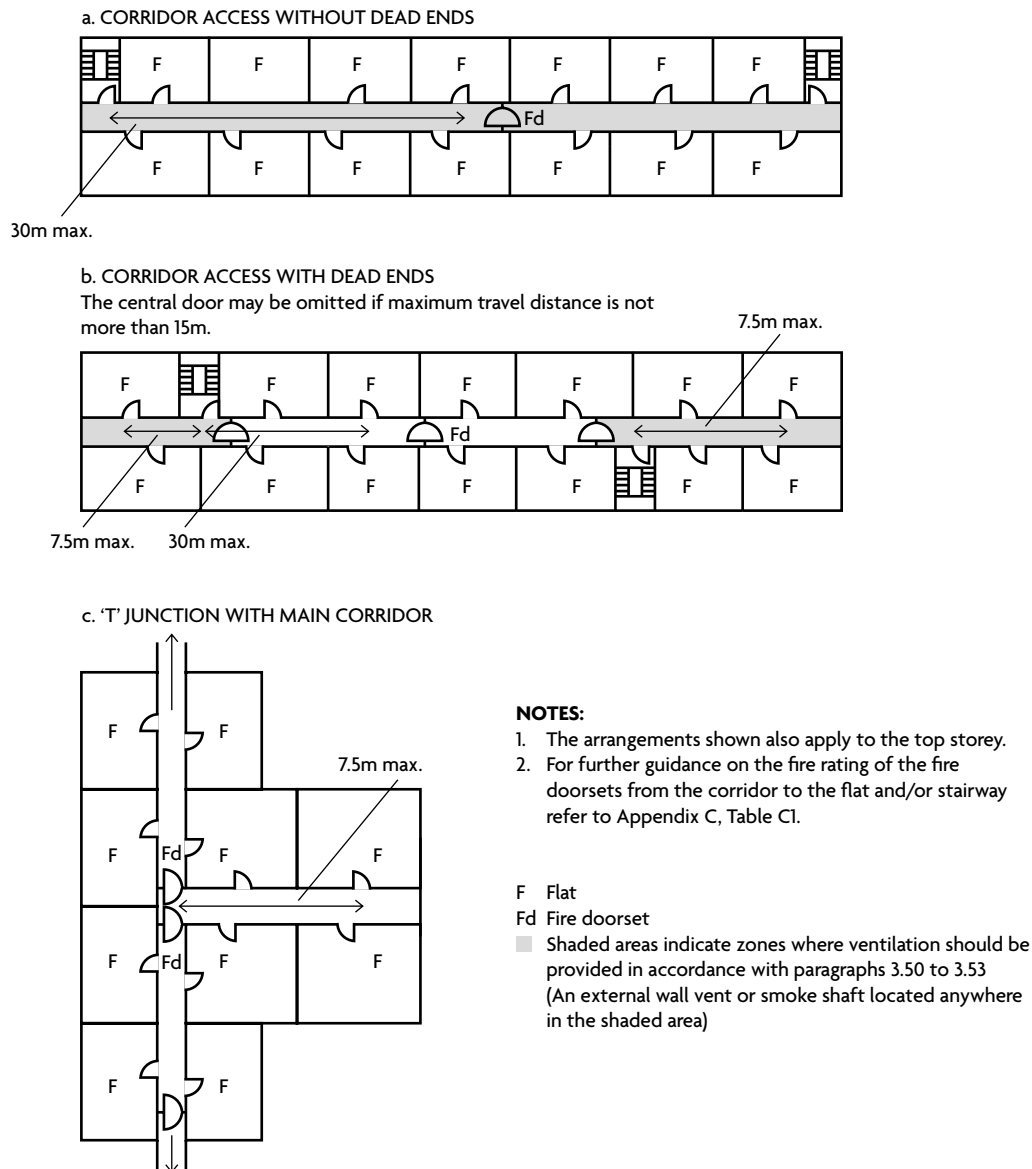 a. CORRIDOR ACCESS WITHOUT DEAD ENDS
F F F F F F F
Fd
F F F F F F F
30m max.
b. CORRIDOR ACCESS WITH DEAD ENDS
The central door may be omitted if maximum travel distance is not
more than 15m.
7.5m max.
F F F F F F F
Fd
F F F F F F F
7.5m max. 30m max.
c. ‘T’ JUNCTION WITH MAIN CORRIDOR
F F
7.5m max.
F Fd F F
F Fd F F
F F
NOTES:
1. The arrangements shown also apply to the top storey.
2. For further guidance on the fire rating of the fire
doorsets from the corridor to the flat and/or stairway
refer to Appendix C, Table C1.
F Flat
Fd Fire doorset
Shaded areas indicate zones where ventilation should be
provided in accordance with paragraphs 3.50 to 3.53
(An external wall vent or smoke shaft located anywhere
in the shaded area)